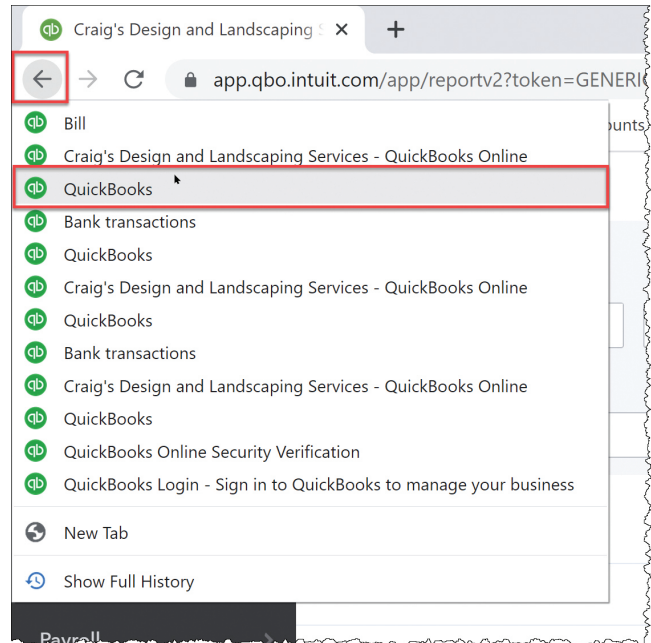 Craig's Design and Landscaping S
app.qbo.intuit.com/app/reportv2?token=GENERI
Bill
ounts
Craig's Design and Landscaping Services - QuickBooks Online
QuickBooks
Bank transactions
QuickBooks
Craig's Design and Landscaping Services - QuickBooks Online
QuickBooks
Bank transactions
Craig's Design and Landscaping Services - QuickBooks Online
QuickBooks
QuickBooks Online Security Verification
QuickBooks Login - Sign in to QuickBooks to manage your business
New Tab
Show Full History
Payroll